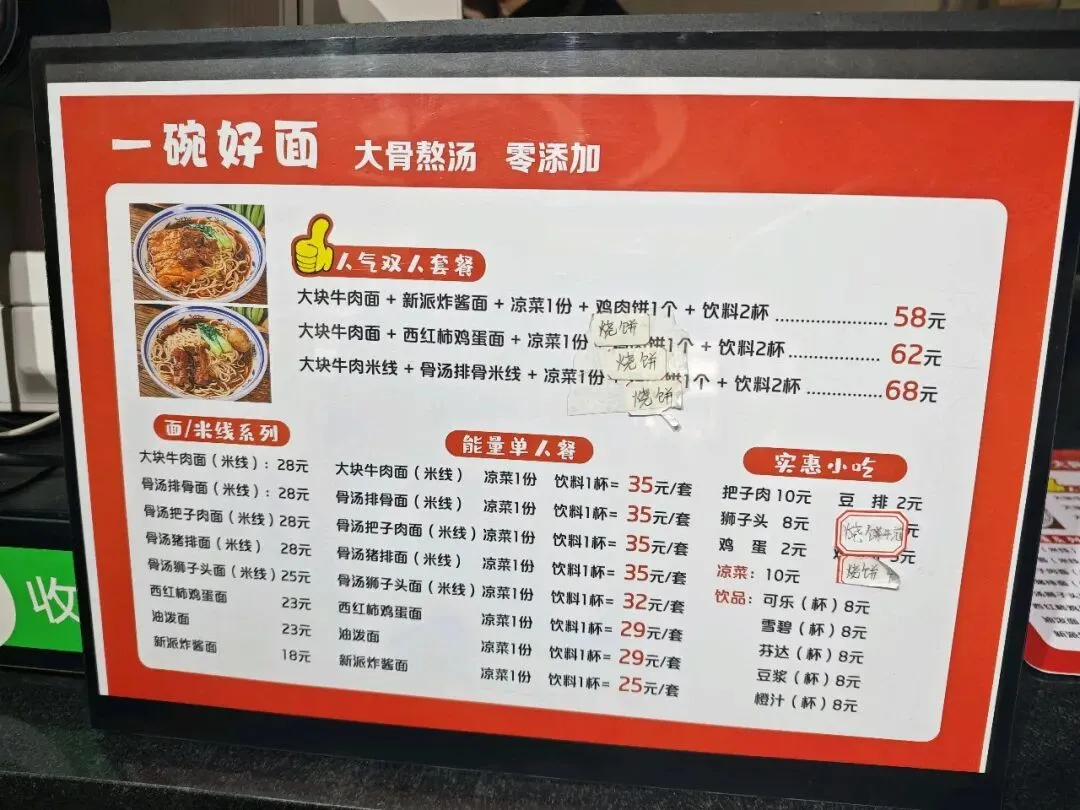 一碗好面 大骨熬汤 零添加
人气双人套餐
大块牛肉面 + 新派炸酱面 + 凉菜1份 + 鸡肉饼1个 + 饮料2杯 ...................... 58元
大块牛肉面 + 西红柿鸡蛋面 + 凉菜1份 烧饼 饼1个 + 饮料2杯.................. 62元
烧饼
大块牛肉米线 + 骨汤排骨米线 + 凉菜1份 + 烧饼 1个 + 饮料2杯 ..............68元
面/米线系列
大块牛肉面（米线）: 28元
骨汤排骨面（米线）: 28元
骨汤把子肉面（米线）28元
骨汤猪排面（米线） 28元
骨汤狮子头面（米线）25元
西红柿鸡蛋面 23元
油泼面 23元
新派炸酱面 18元
能量单人餐
大块牛肉面（米线） 凉菜1份 饮料1杯= 35元/套
骨汤排骨面（米线） 凉菜1份 饮料1杯= 35元/套
骨汤把子肉面（米线）凉菜1份 饮料1杯= 35元/套
骨汤猪排面（米线） 凉菜1份 饮料1杯= 35元/套
骨汤狮子头面（米线）凉菜1份 饮料1杯= 32元/套
西红柿鸡蛋面 凉菜1份 饮料1杯= 29元/套
油泼面 凉菜1份 饮料1杯= 29元/套
新派炸酱面 凉菜1份 饮料1杯= 25元/套
实惠小吃
把子肉 10元 豆 排 2元
狮子头 8元 烧饼 元
鸡 蛋 2元 元
凉菜: 10元 烧饼
饮品: 可乐（杯）8元
雪碧（杯）8元
芬达（杯）8元
豆浆（杯）8元
橙汁（杯）8元
收